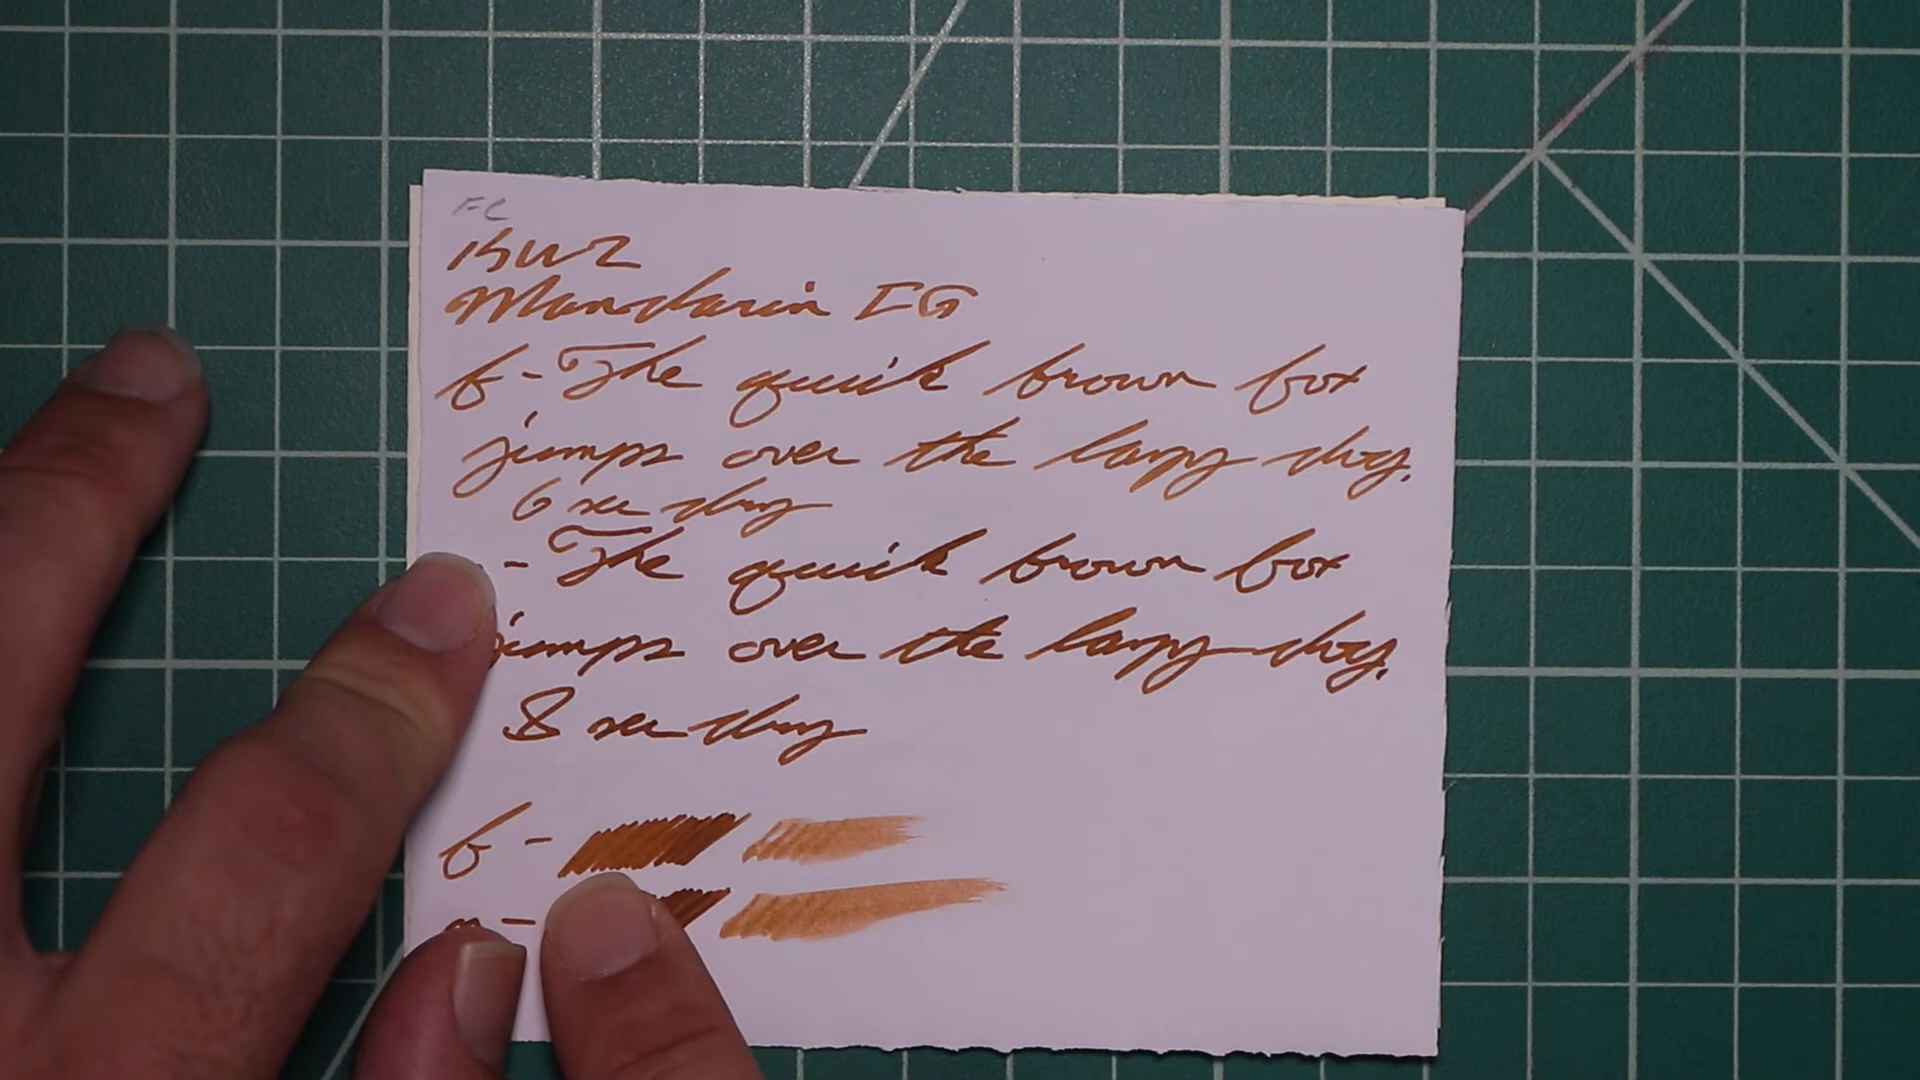 FC
KWZ
Mandarin IG
f - The quick brown fox
jumps over the lazy dog.
6 sec dry
- The quick brown fox
jumps over the lazy dog.
8 sec dry
f -
m -